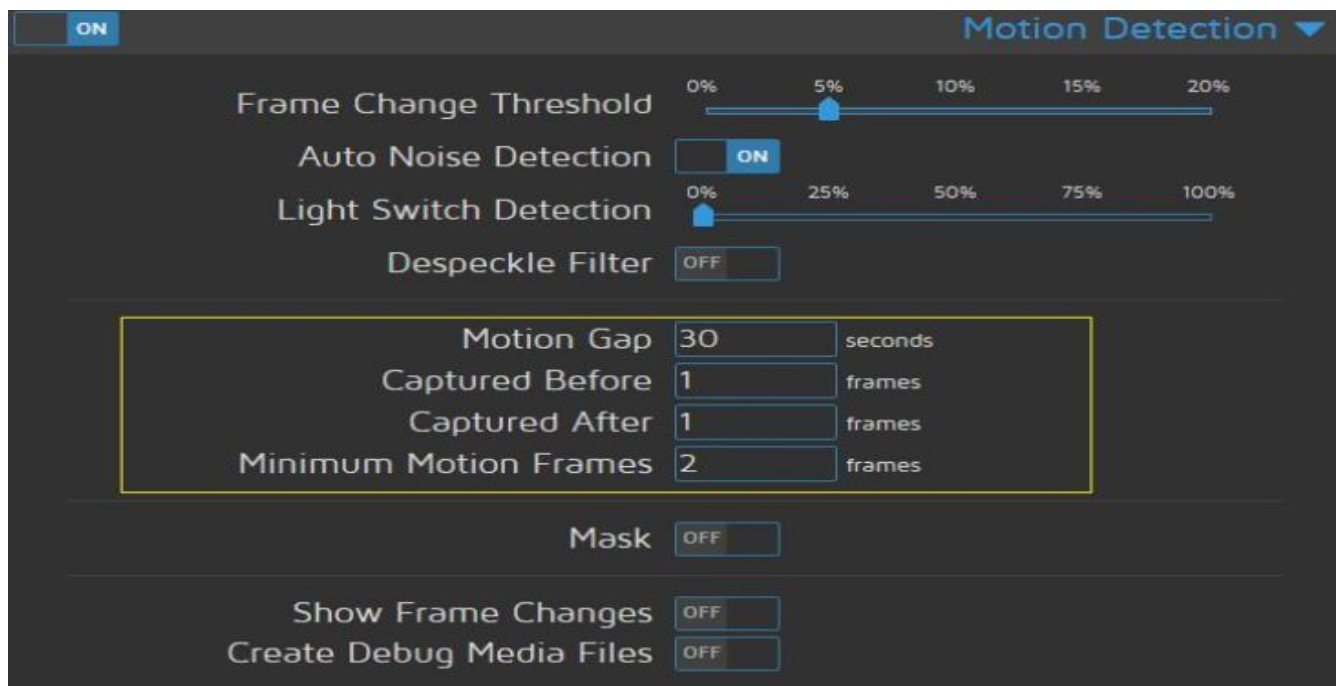 ON Motion Detection
0% 5% 10% 15% 20%
Frame Change Threshold
Auto Noise Detection ON
0% 25% 50% 75% 100%
Light Switch Detection
Despeckle Filter OFF
Motion Gap 30 seconds
Captured Before 1 frames
Captured After 1 frames
Minimum Motion Frames 2 frames
Mask OFF
Show Frame Changes OFF
Create Debug Media Files OFF